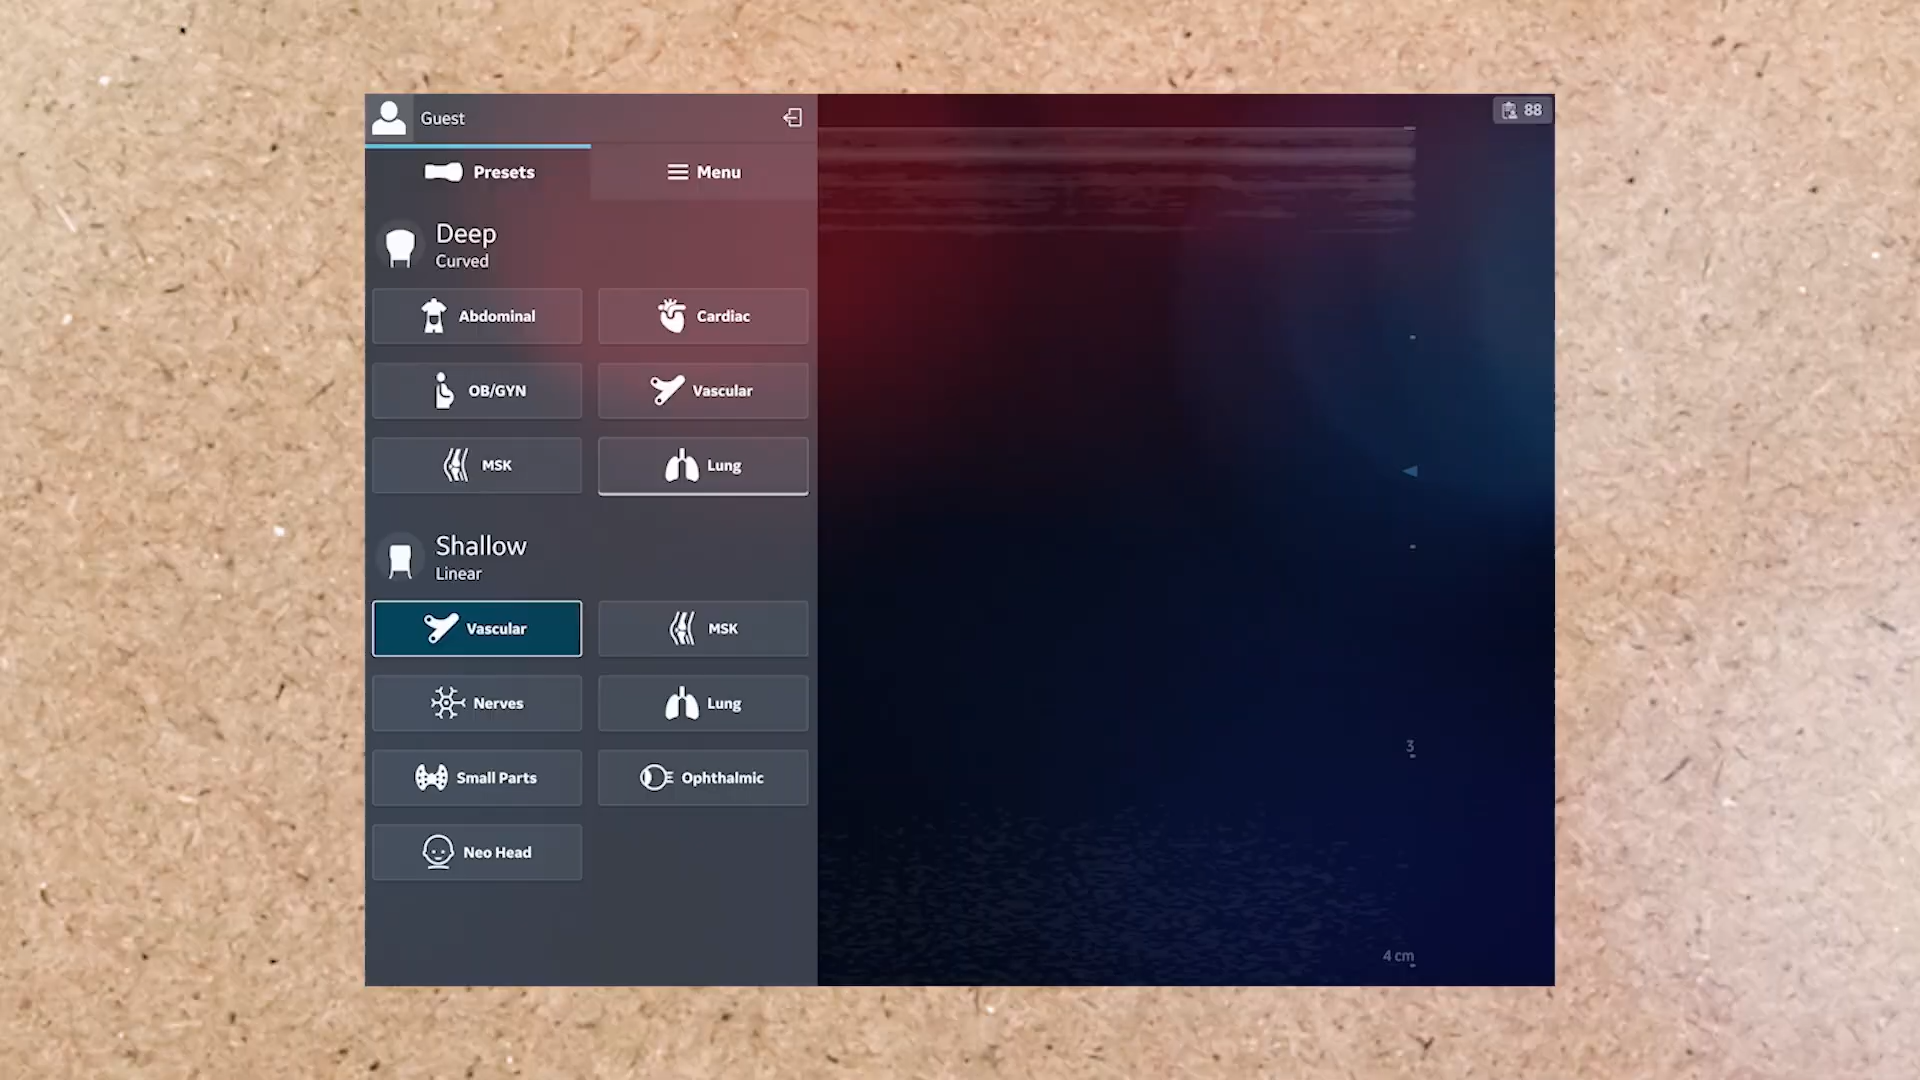 Guest
88
Presets
Menu
Deep
Curved
Abdominal
Cardiac
OB/GYN
Vascular
MSK
Lung
Shallow
Linear
Vascular
MSK
Nerves
Lung
Small Parts
Ophthalmic
Neo Head
3
4 cm